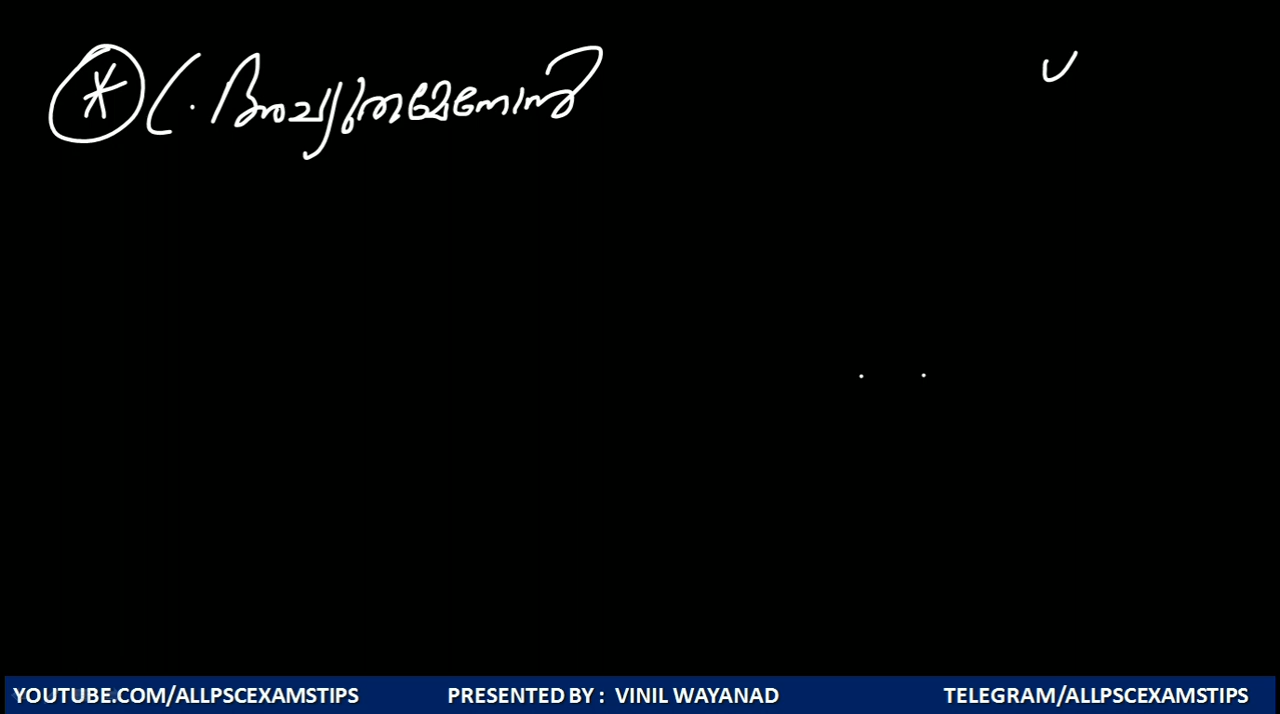 C. അച്യുതമേനോൻ
YOUTUBE.COM/ALLPSCEXAMSTIPS PRESENTED BY : VINIL WAYANAD TELEGRAM/ALLPSCEXAMSTIPS